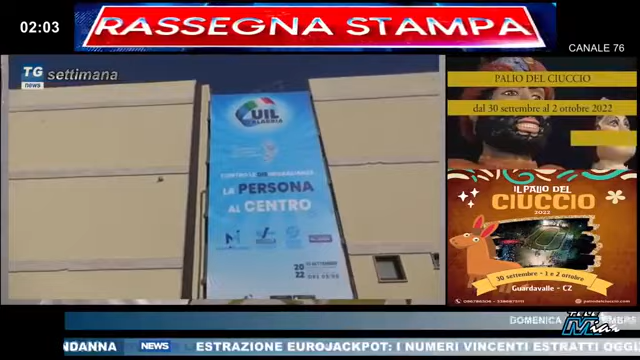 02:03
RASSEGNA STAMPA
CANALE 76
TG settimana
news
UIL
CALABRIA
LA PERSONA
AL CENTRO
20
22
PALIO DEL CIUCCIO
dal 30 settembre al 2 ottobre 2022
IL PALIO DEL
CIUCCIO
2022
30 settembre - 1 e 2 ottobre
Guardavalle - CZ
TELE
Mia
DOMENICA
NDANNA NEWS ESTRAZIONE EUROJACKPOT: I NUMERI VINCENTI ESTRATTI OGGI